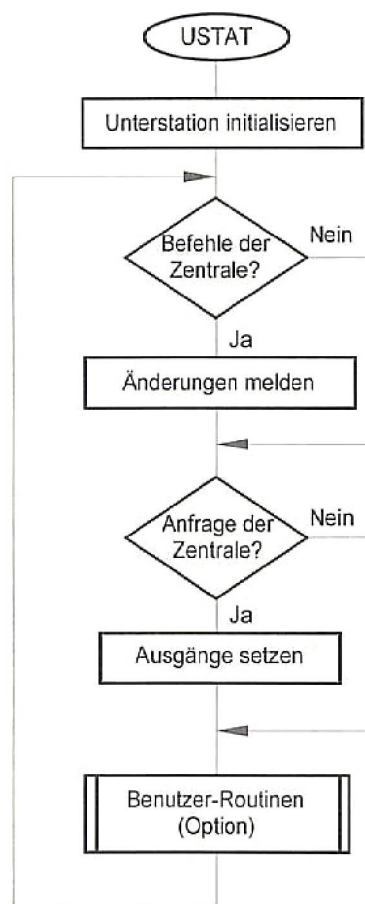 USTAT
Unterstation initialisieren
Befehle der
Zentrale?
Nein
Ja
Änderungen melden
Anfrage der
Zentrale?
Nein
Ja
Ausgänge setzen
Benutzer-Routinen
(Option)